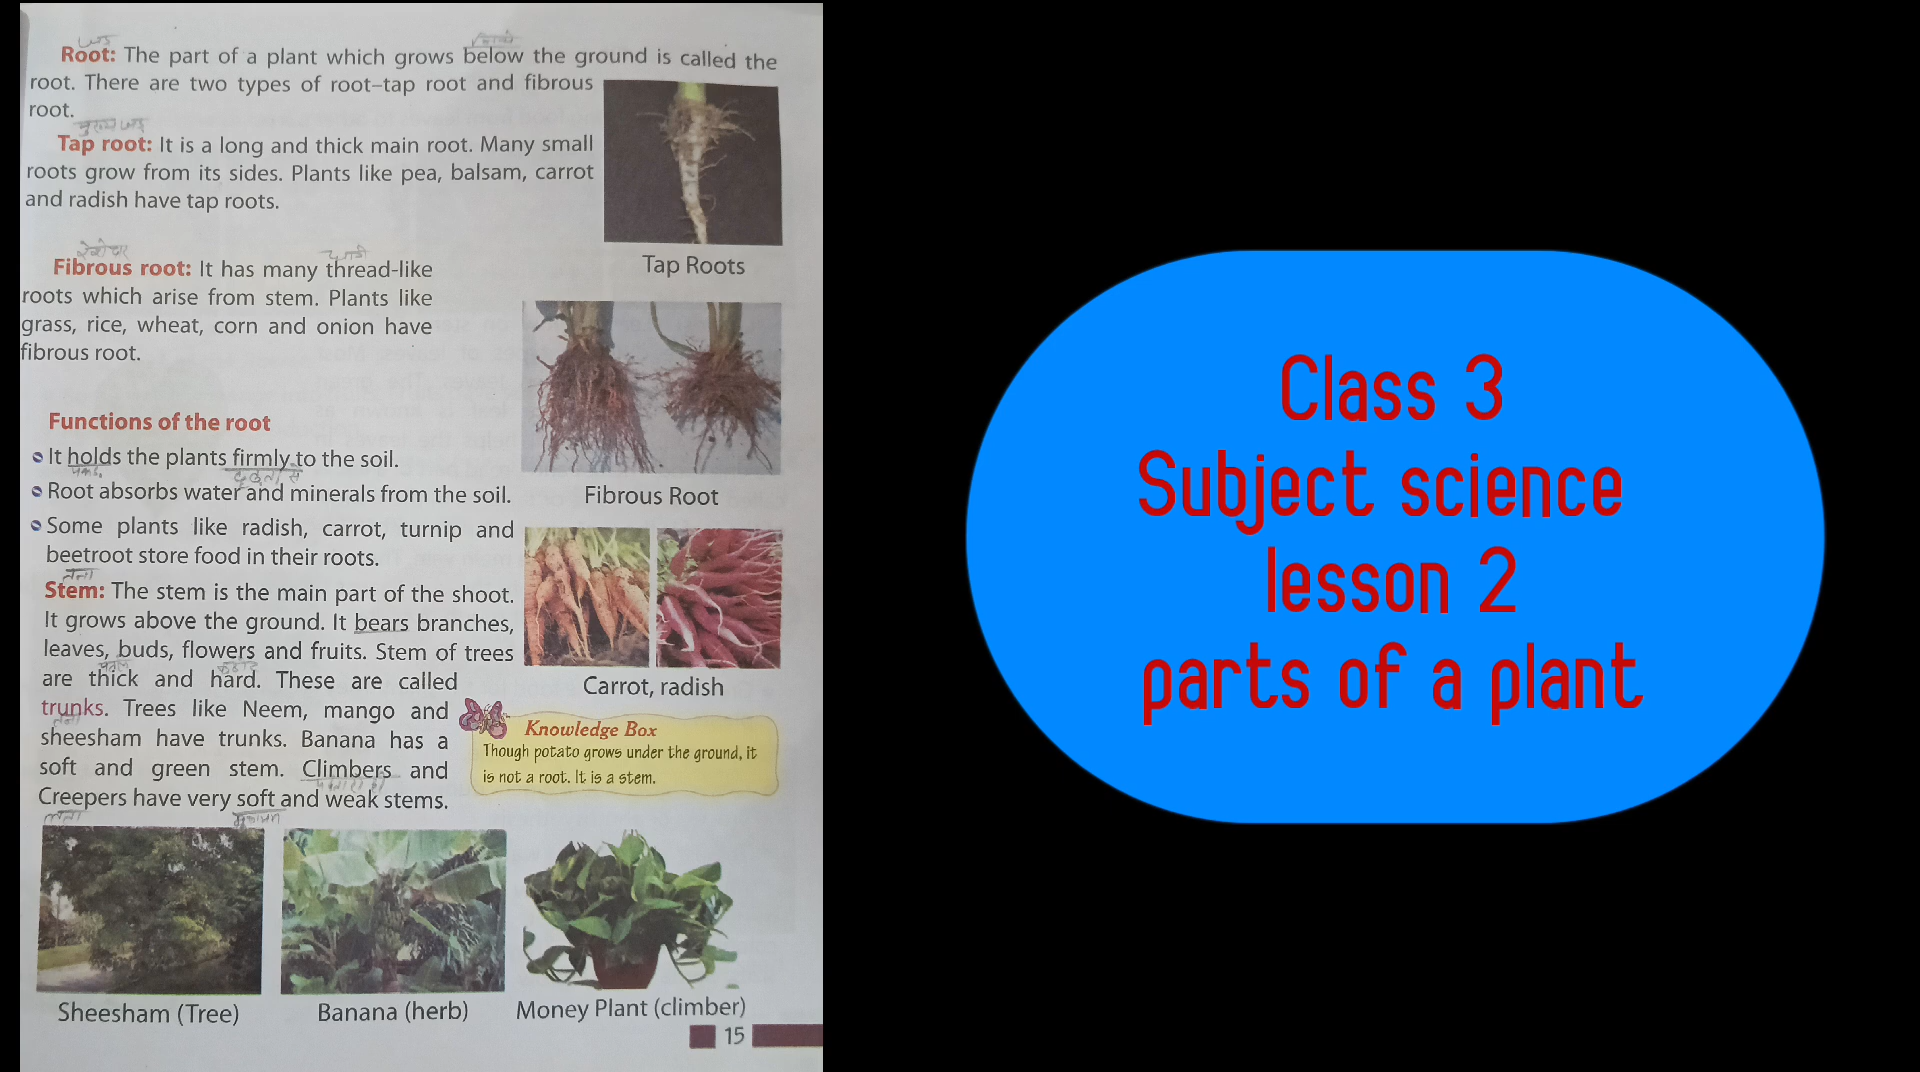 Root: The part of a plant which grows below the ground is called the
root. There are two types of root–tap root and fibrous
root.
Tap root: It is a long and thick main root. Many small
roots grow from its sides. Plants like pea, balsam, carrot
and radish have tap roots.
Tap Roots
Fibrous root: It has many thread-like
roots which arise from stem. Plants like
grass, rice, wheat, corn and onion have
fibrous root.
Fibrous Root
Functions of the root
It holds the plants firmly to the soil.
दृढ़ता से
Root absorbs water and minerals from the soil.
Some plants like radish, carrot, turnip and
beetroot store food in their roots.
Carrot, radish
तना
Stem: The stem is the main part of the shoot.
It grows above the ground. It bears branches,
leaves, buds, flowers and fruits. Stem of trees
are thick and hard. These are called
trunks. Trees like Neem, mango and
तना
sheesham have trunks. Banana has a
soft and green stem. Climbers and
Creepers have very soft and weak stems.
लता
Knowledge Box
Though potato grows under the ground, it
is not a root. It is a stem.
Sheesham (Tree)
Banana (herb)
Money Plant (climber)
15
Class 3
Subject science
lesson 2
parts of a plant